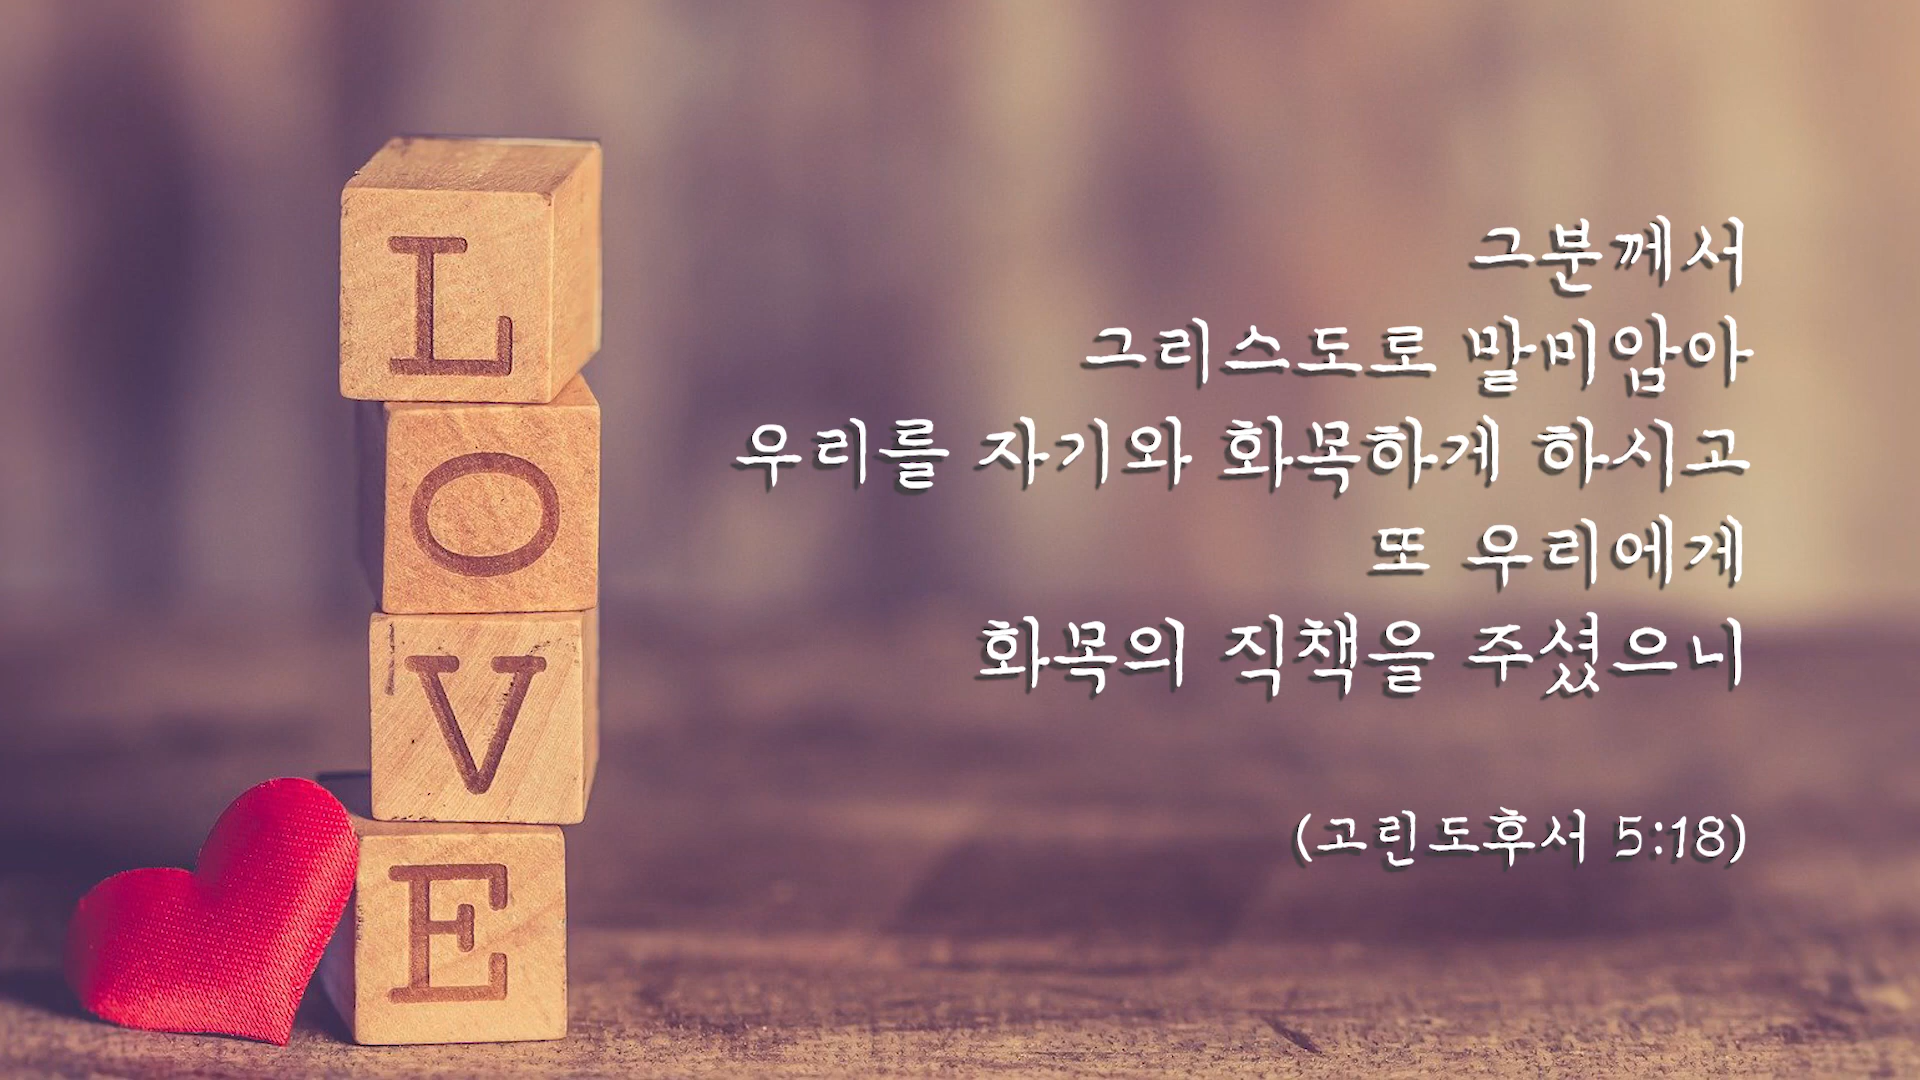 L
O
V
E
그분께서
그리스도로 말미암아
우리를 자기와 화목하게 하시고
또 우리에게
화목의 직책을 주셨으니
(고린도후서 5:18)